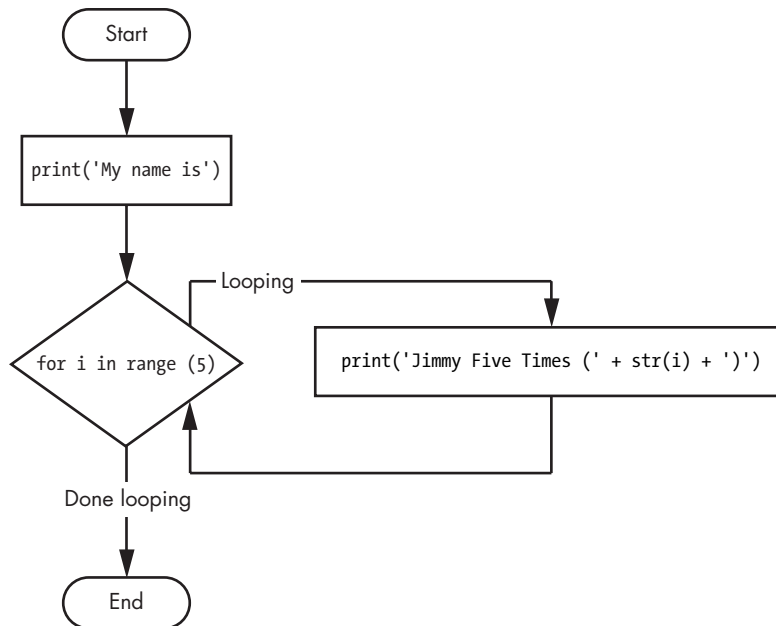 Start
print('My name is')
Looping
for i in range (5)
print('Jimmy Five Times (' + str(i) + ')')
Done looping
End